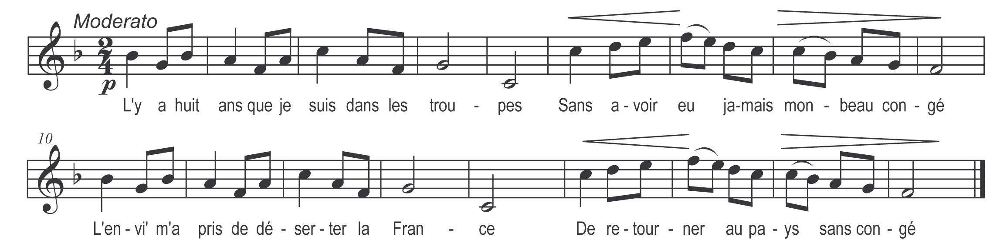 Moderato
2
4
p
L'y a huit ans que je suis dans les trou - pes Sans a - voir eu ja-mais mon - beau con - gé
10
L'en - vi' m'a pris de dé - ser - ter la Fran - ce De re - tour - ner au pa - ys sans con - gé